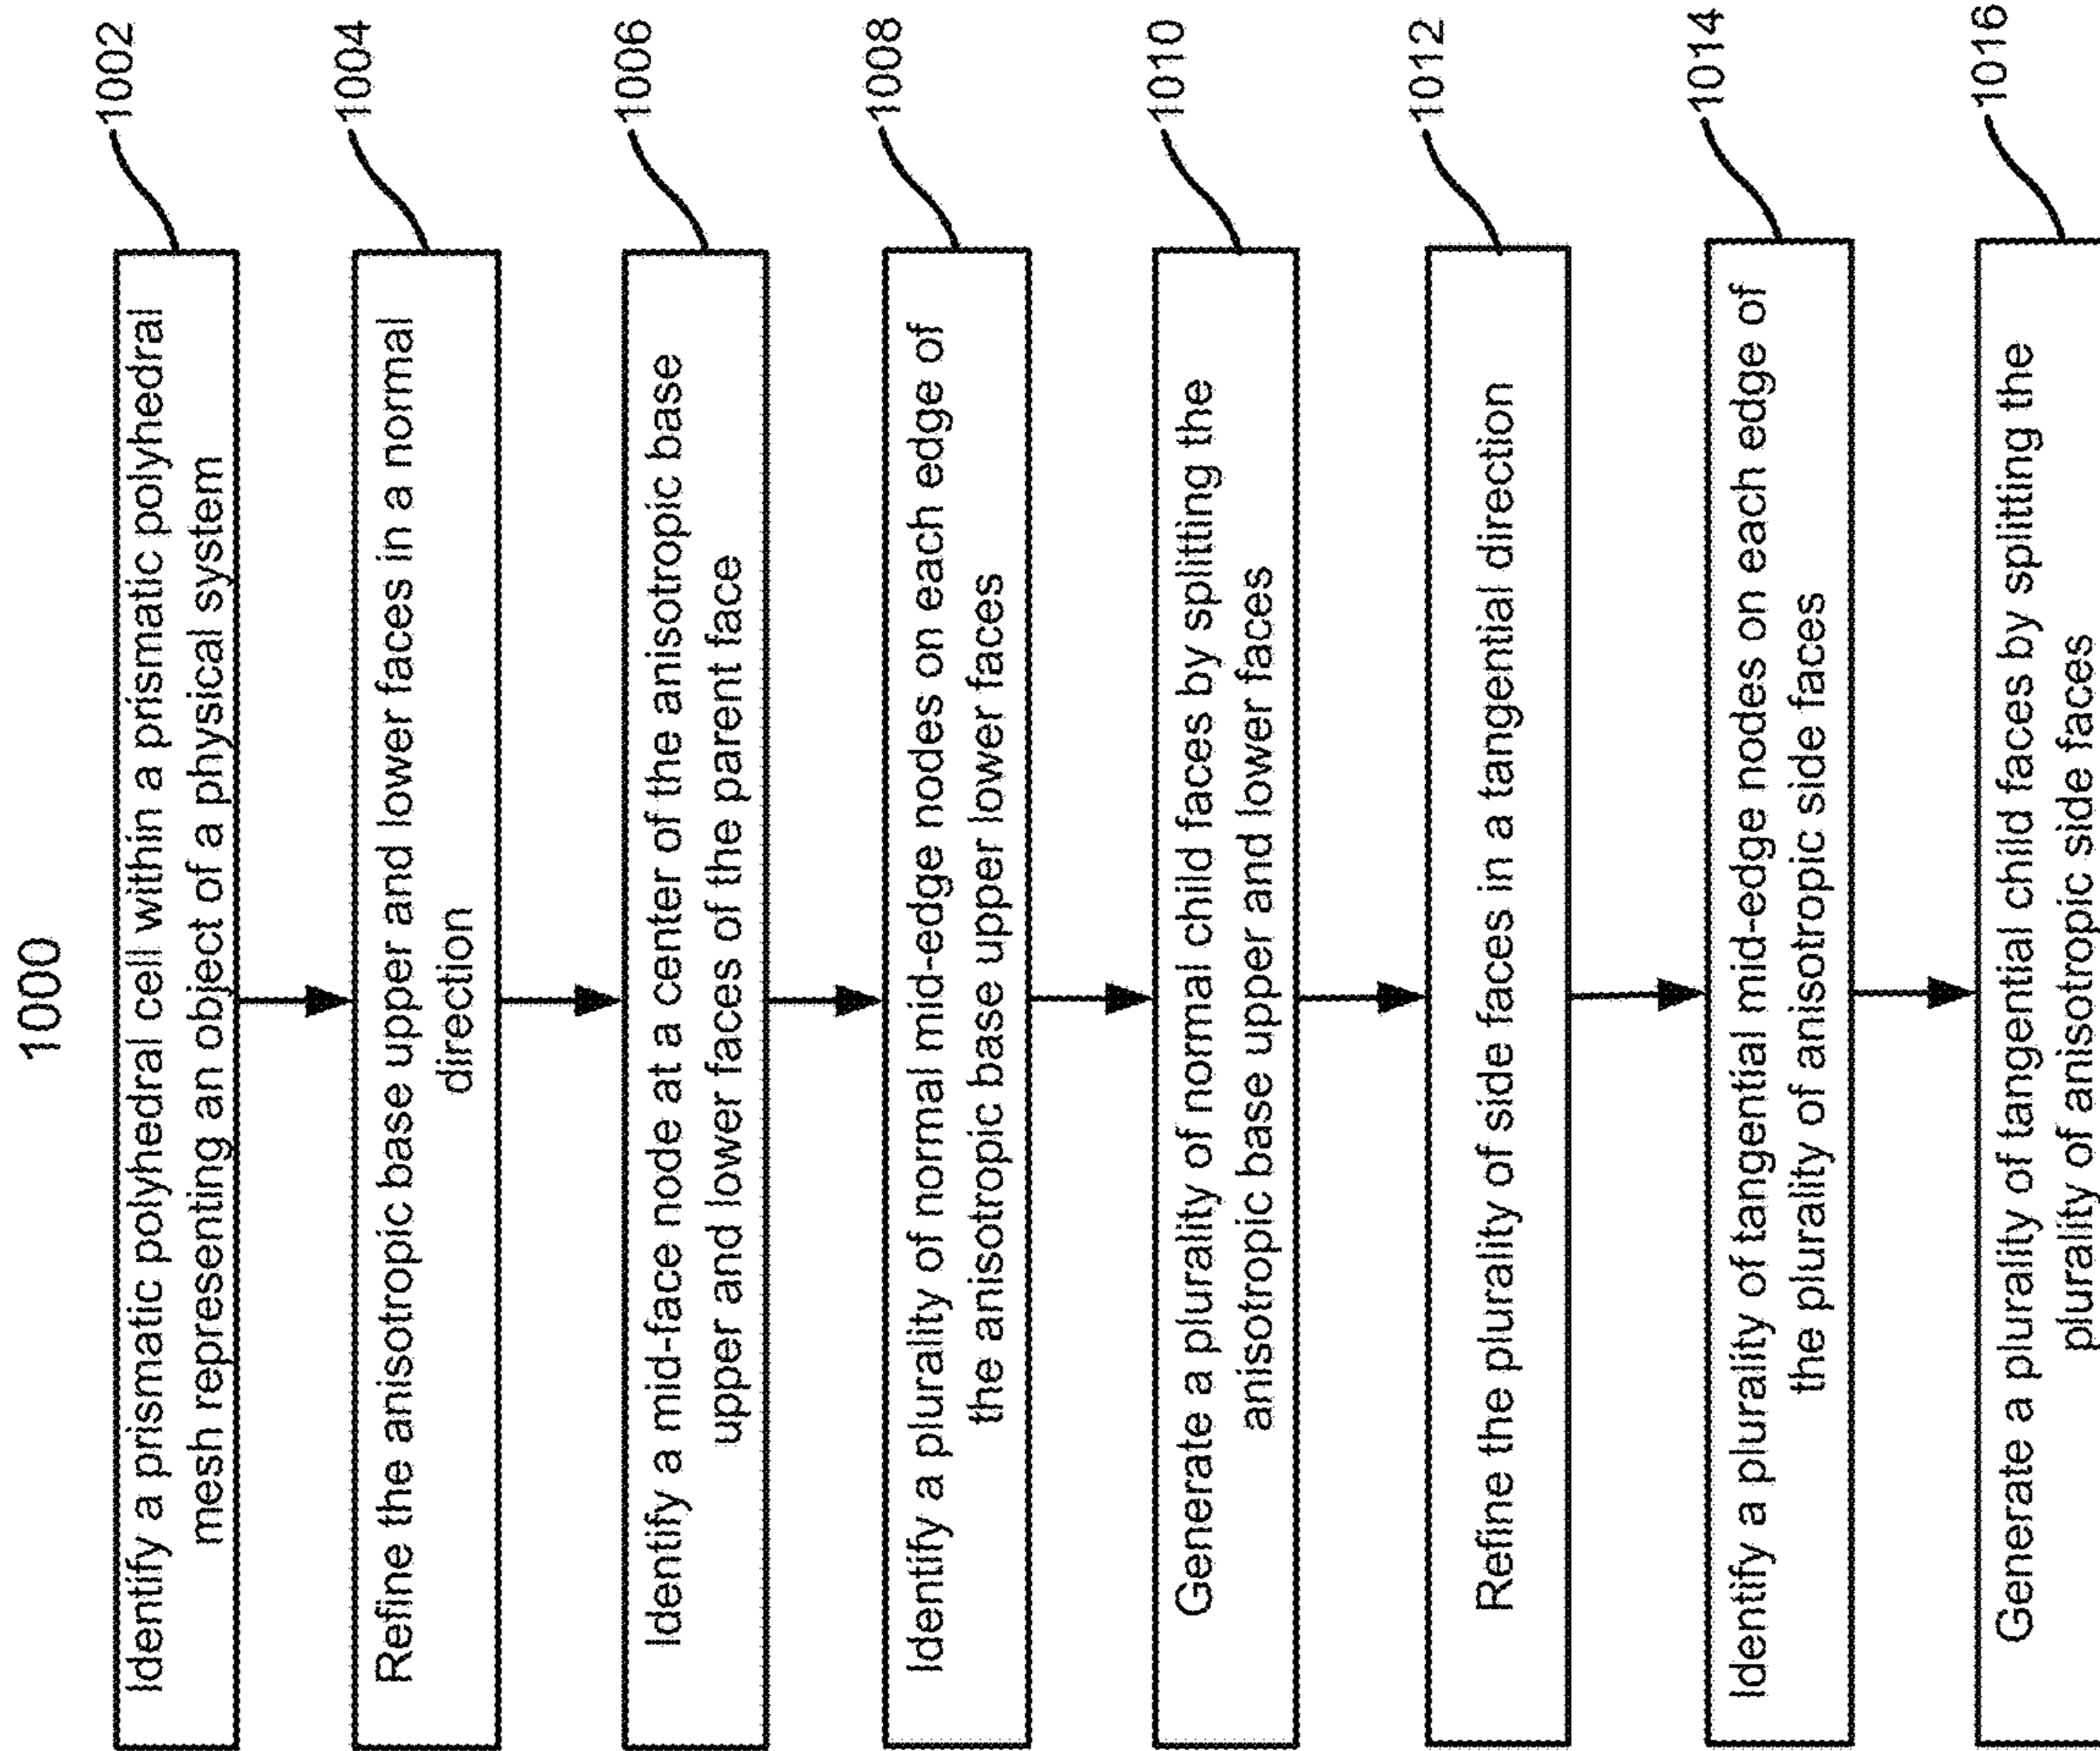 1000
Identify a prismatic polyhedral cell within a prismatic polyhedral
mesh representing an object of a physical system
1002
Refine the anisotropic base upper and lower faces in a normal
direction
1004
Identify a mid-face node at a center of the anisotropic base
upper and lower faces of the parent face
1006
Identify a plurality of normal mid-edge nodes on each edge of
the anisotropic base upper lower faces
1008
Generate a plurality of normal child faces by splitting the
anisotropic base upper and lower faces
1010
Refine the plurality of side faces in a tangential direction
1012
Identify a plurality of tangential mid-edge nodes on each edge of
the plurality of anisotropic side faces
1014
Generate a plurality of tangential child faces by splitting the
plurality of anisotropic side faces
1016